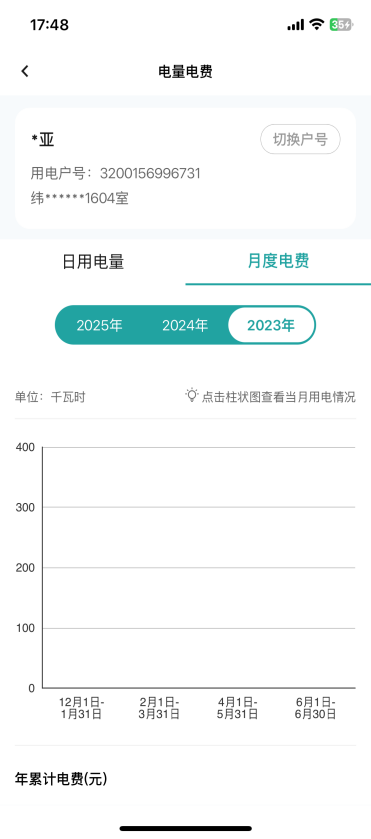 17:48
35
电量电费
*亚
切换户号
用电户号：3200156996731
纬******1604室
日用电量
月度电费
2025年
2024年
2023年
单位：千瓦时
点击柱状图查看当月用电情况
400
300
200
100
0
12月1日-
1月31日
2月1日-
3月31日
4月1日-
5月31日
6月1日-
6月30日
年累计电费(元)